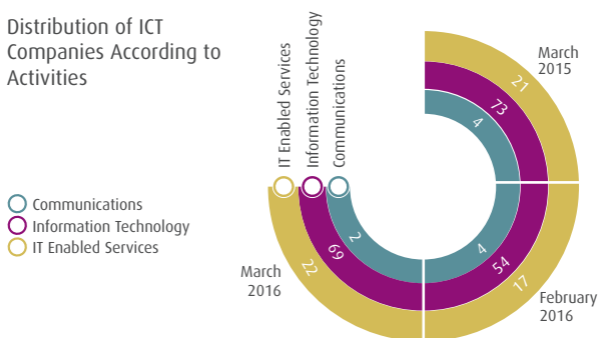 Distribution of ICT
Companies According to
Activities
IT Enabled Services
Information Technology
Communications
Communications
Information Technology
IT Enabled Services
March
2015
21
73
4
February
2016
4
54
17
March
2016
2
69
22